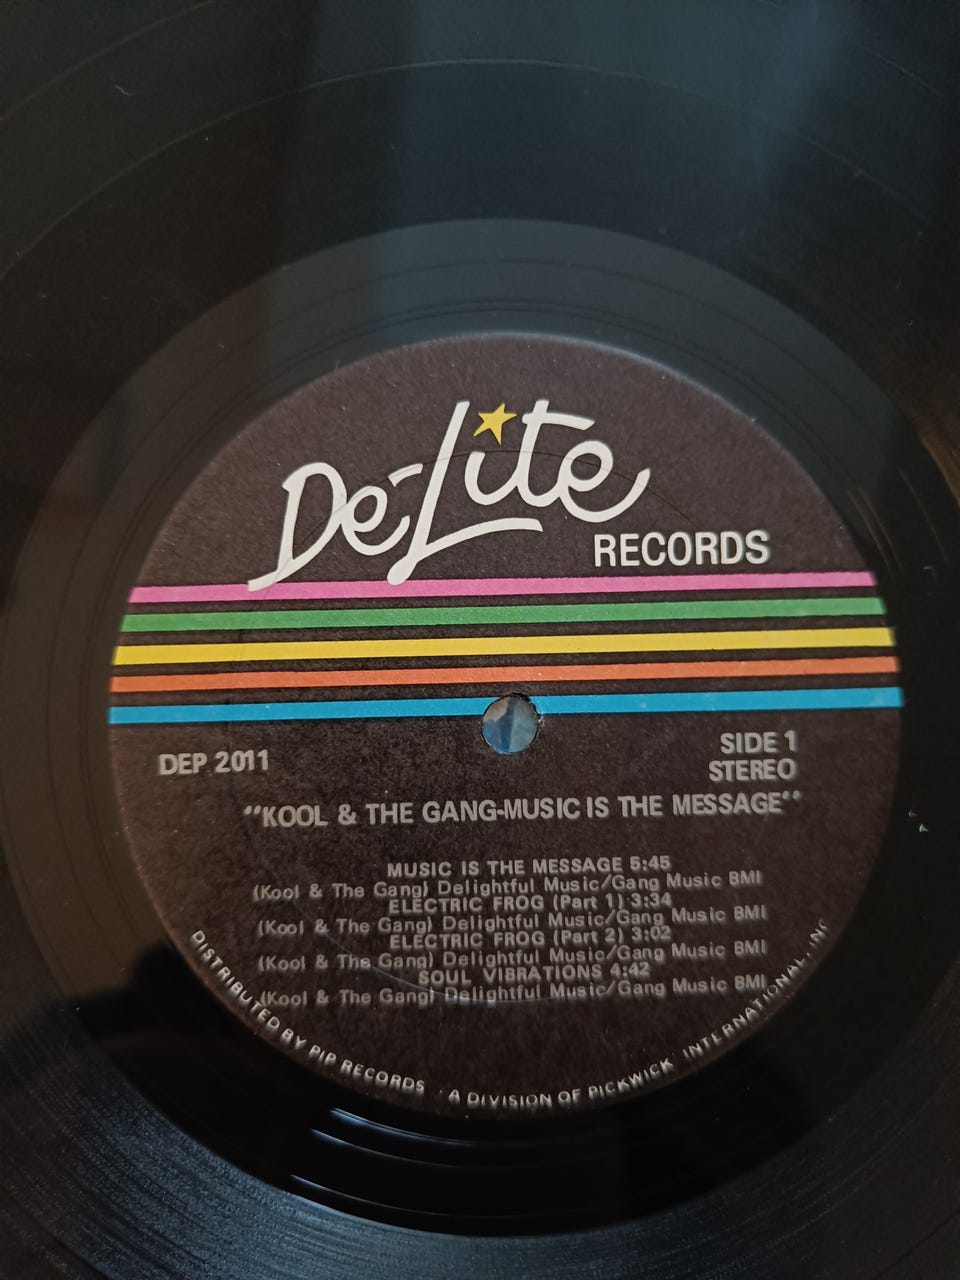 De-Lite
RECORDS
DEP 2011
SIDE 1
STEREO
"KOOL & THE GANG-MUSIC IS THE MESSAGE"
MUSIC IS THE MESSAGE 5:45
(Kool & The Gang) Delightful Music/Gang Music BMI
ELECTRIC FROG (Part 1) 3:34
(Kool & The Gang) Delightful Music/Gang Music BMI
ELECTRIC FROG (Part 2) 3:02
(Kool & The Gang) Delightful Music/Gang Music BMI
SOUL VIBRATIONS 4:42
(Kool & The Gang) Delightful Music/Gang Music BMI
DISTRIBUTED BY PIP RECORDS · A DIVISION OF PICKWICK INTERNATIONAL, INC